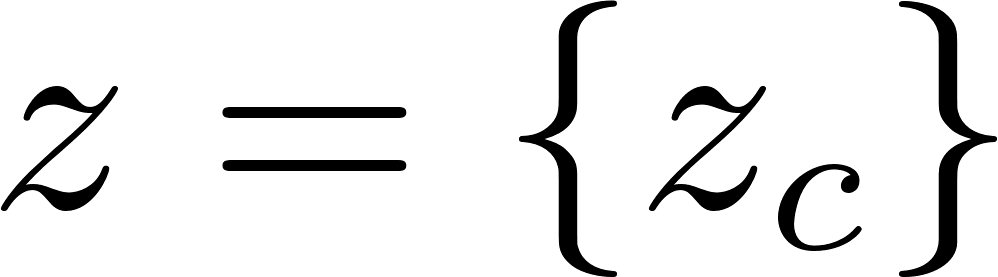 z = {z_c}